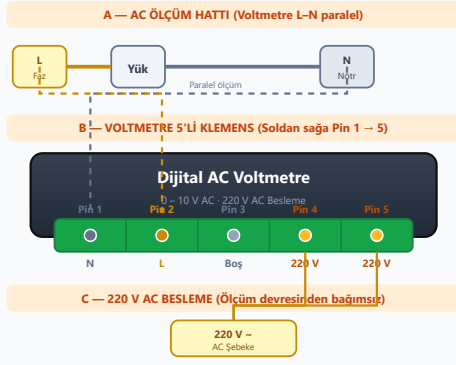 A — AC ÖLÇÜM HATTI (Voltmetre L–N paralel)
L
Faz
Yük
N
Nötr
Paralel ölçüm
B — VOLTMETRE 5'Lİ KLEMENS (Soldan sağa Pin 1 → 5)
Dijital AC Voltmetre
0 – 10 V AC · 220 V AC Besleme
Pin 1 Pin 2 Pin 3 Pin 4 Pin 5
N L Boş 220 V 220 V
C — 220 V AC BESLEME (Ölçüm devresinden bağımsız)
220 V ~
AC Şebeke